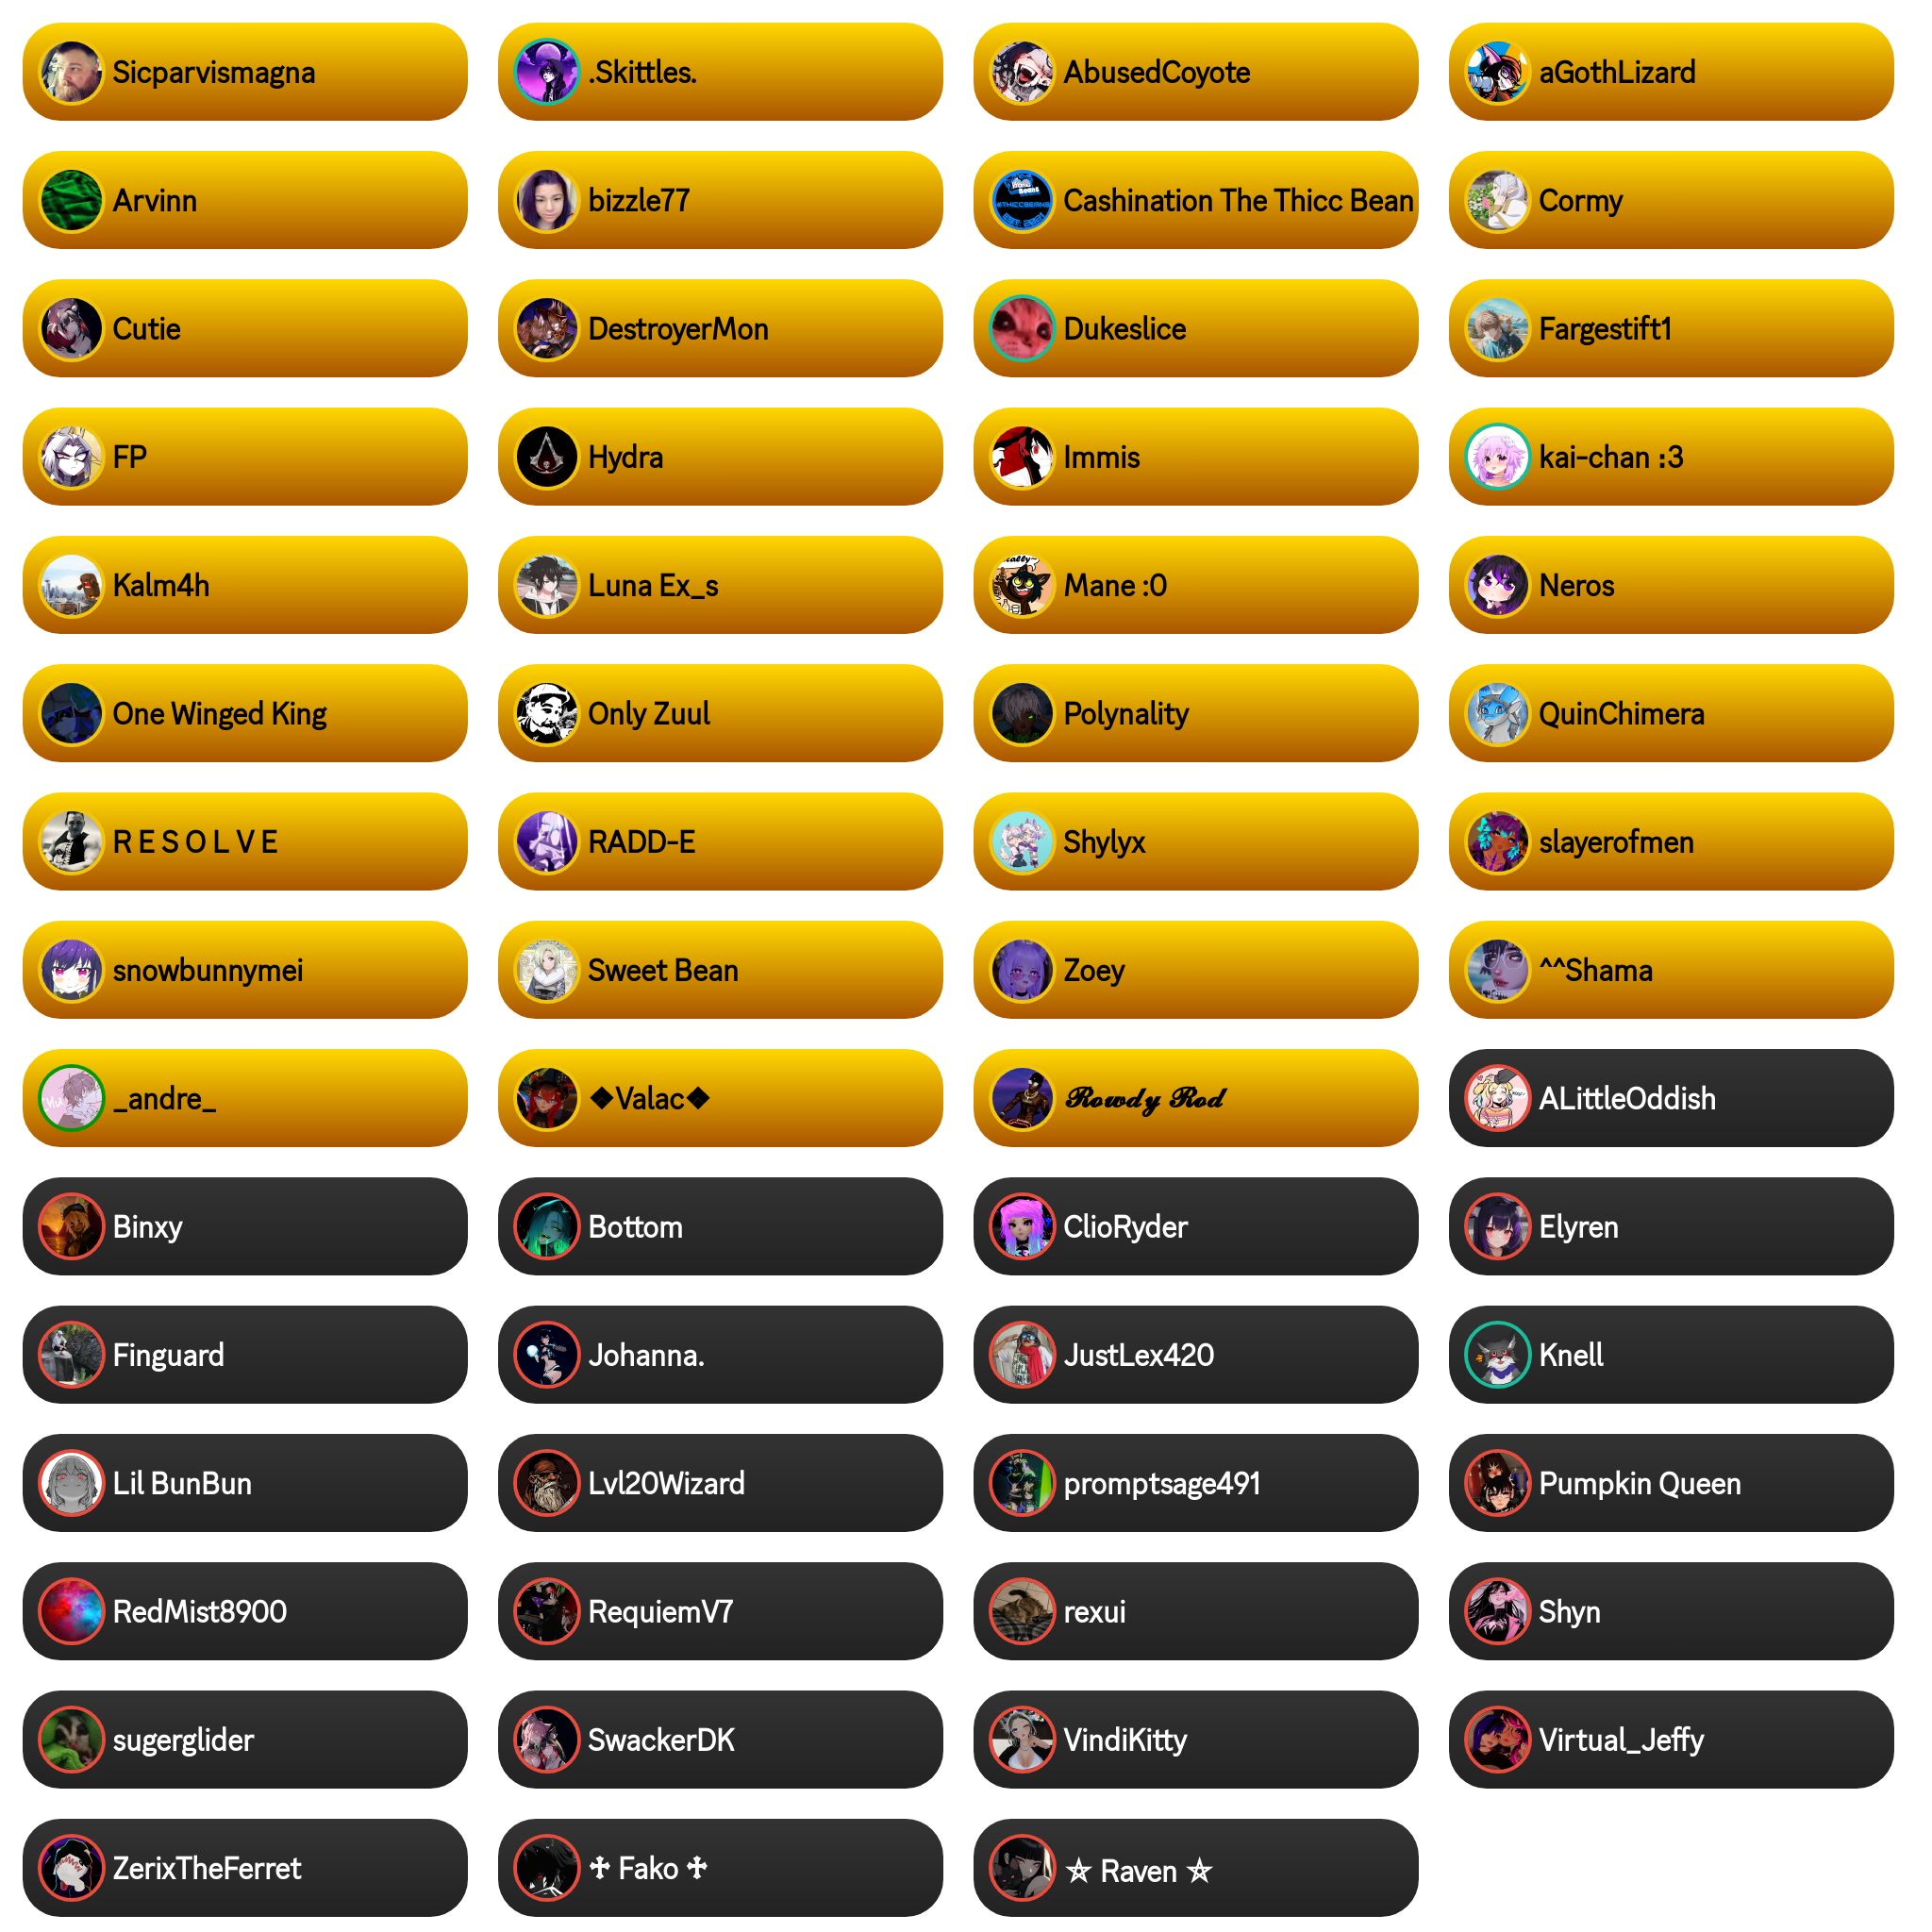 Sicparvismagna
.Skittles.
AbusedCoyote
aGothLizard
Arvinn
bizzle77
Cashination The Thicc Bean
Cormy
Cutie
DestroyerMon
Dukeslice
Fargestift1
FP
Hydra
Immis
kai-chan :3
Kalm4h
Luna Ex_s
Mane :0
Neros
One Winged King
Only Zuul
Polynality
QuinChimera
R E S O L V E
RADD-E
Shylyx
slayerofmen
snowbunnymei
Sweet Bean
Zoey
^^Shama
_andre_
❖Valac❖
𝓡𝓸𝔀𝓭𝔂 𝓡𝓸𝓭
ALittleOddish
Binxy
Bottom
ClioRyder
Elyren
Finguard
Johanna.
JustLex420
Knell
Lil BunBun
Lvl20Wizard
promptsage491
Pumpkin Queen
RedMist8900
RequiemV7
rexui
Shyn
sugerglider
SwackerDK
VindiKitty
Virtual_Jeffy
ZerixTheFerret
♱ Fako ♱
⛤ Raven ⛤